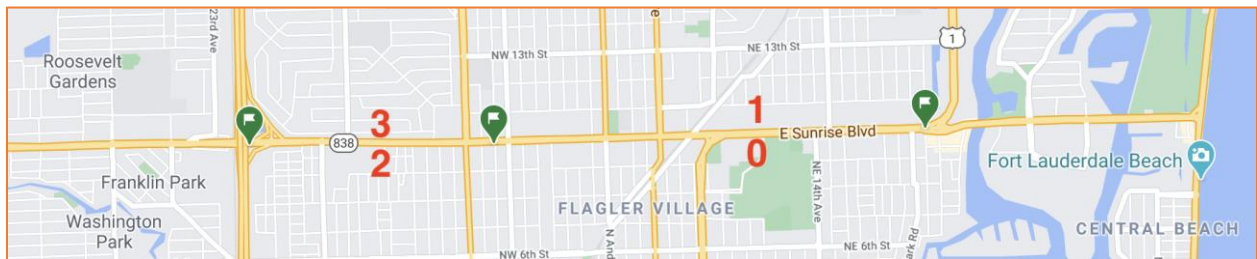 23rd Ave
Roosevelt
Gardens
NW 13th St
e
NE 13th St
1
3
838
2
1
0
E Sunrise Blvd
Franklin Park
Washington
Park
FLAGLER VILLAGE
N And
NW 6th St
NE 14th Ave
NE 6th St
ark Rd
Fort Lauderdale Beach
CENTRAL BEACH